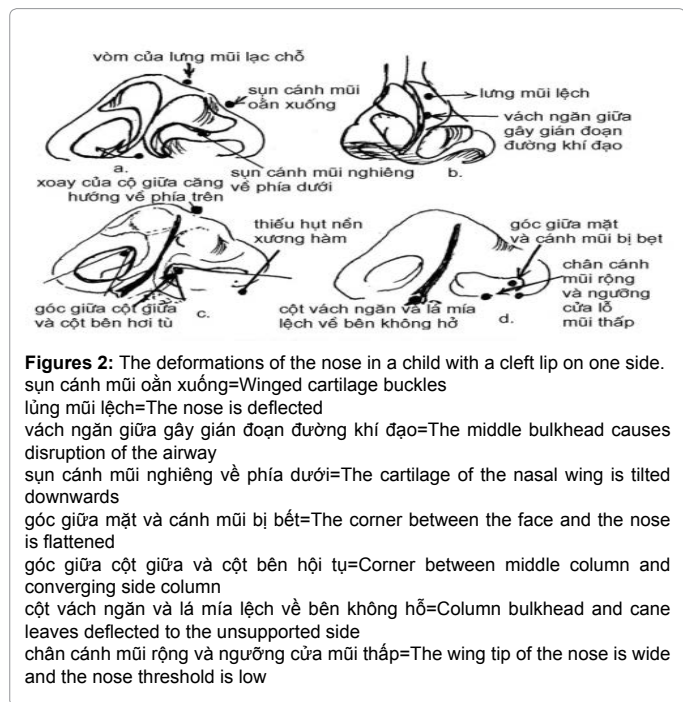 vòm của lưng mũi lạc chỗ
sụn cánh mũi
oằn xuống
lưng mũi lệch
vách ngăn giữa
gây gián đoạn
đường khí đạo
a.
sụn cánh mũi nghiêng
về phía dưới
b.
xoay của cộ giữa căng
hướng về phía trên
thiếu hụt nền
xương hàm
góc giữa mặt
và cánh mũi bị bẹt
chân cánh
mũi rộng
và ngưỡng
cửa lỗ
mũi thấp
góc giữa cột giữa
và cột bên hơi tù
c.
cột vách ngăn và lá mía
lệch về bên không hở
d.
Figures 2: The deformations of the nose in a child with a cleft lip on one side.
sụn cánh mũi oằn xuống=Winged cartilage buckles
lủng mũi lệch=The nose is deflected
vách ngăn giữa gây gián đoạn đường khí đạo=The middle bulkhead causes
disruption of the airway
sụn cánh mũi nghiêng về phía dưới=The cartilage of the nasal wing is tilted
downwards
góc giữa mặt và cánh mũi bị bết=The corner between the face and the nose
is flattened
góc giữa cột giữa và cột bên hội tụ=Corner between middle column and
converging side column
cột vách ngăn và lá mía lệch về bên không hỗ=Column bulkhead and cane
leaves deflected to the unsupported side
chân cánh mũi rộng và ngưỡng cửa mũi thấp=The wing tip of the nose is wide
and the nose threshold is low